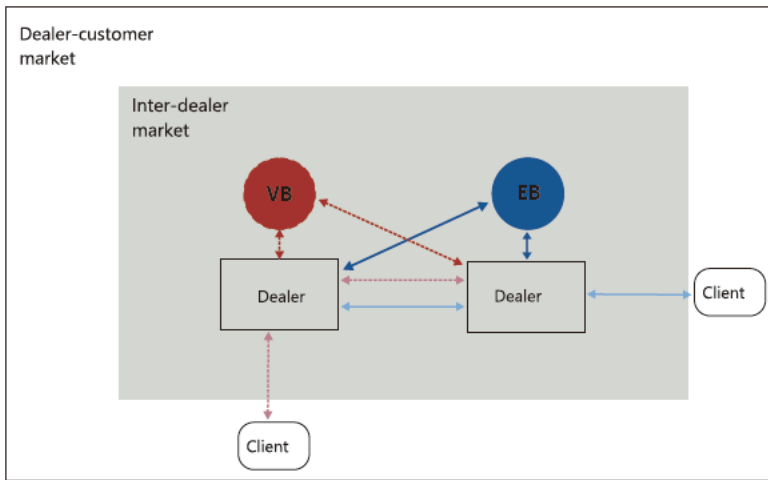 Dealer-customer
market
Inter-dealer
market
VB
EB
Dealer
Dealer
Client
Client